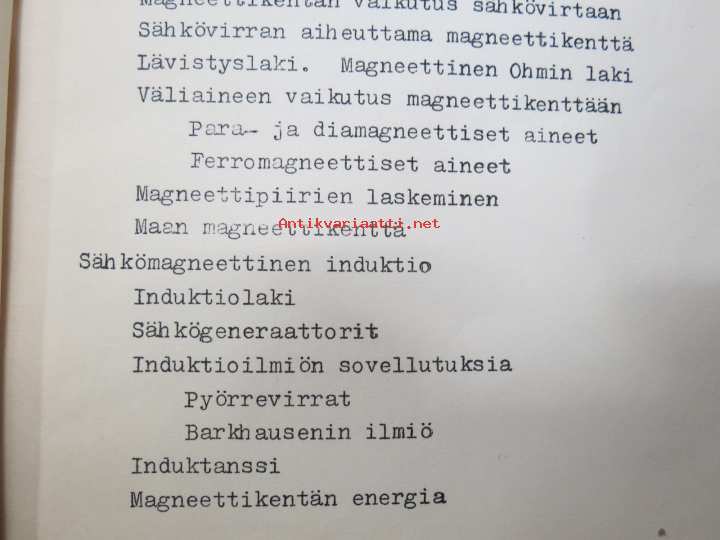 Magneettikentän vaikutus sähkövirtaan
Sähkövirran aiheuttama magneettikenttä
Lävistyslaki. Magneettinen Ohmin laki
Väliaineen vaikutus magneettikenttään
Para- ja diamagneettiset aineet
Ferromagneettiset aineet
Magneettipiirien laskeminen
Antikvariaatti.net
Maan magneettikenttä
Sähkömagneettinen induktio
Induktiolaki
Sähkögeneraattorit
Induktioilmiön sovellutuksia
Pyörrevirrat
Barkhausenin ilmiö
Induktanssi
Magneettikentän energia